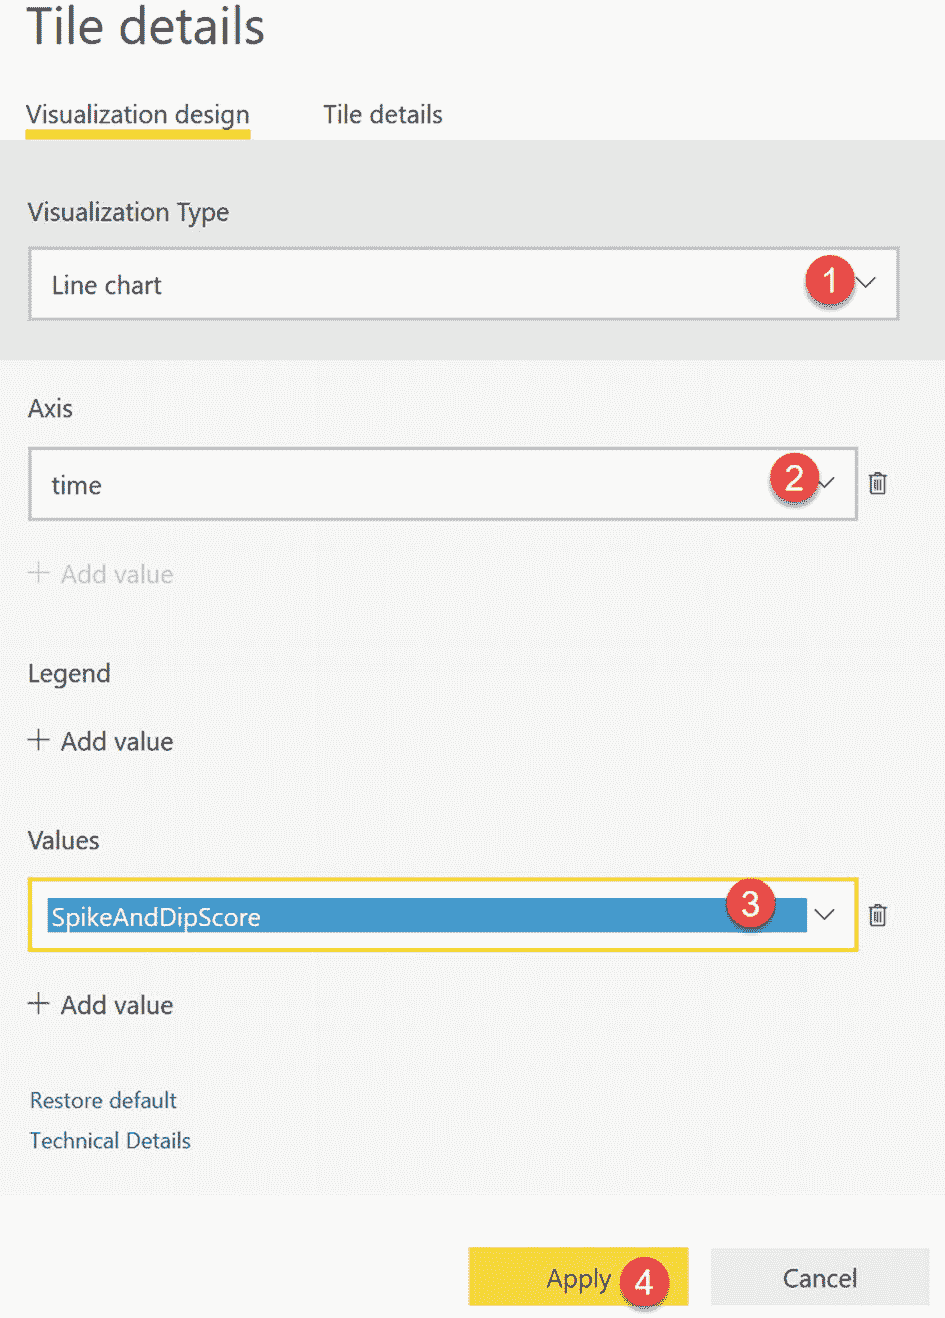 Tile details
Visualization design Tile details
Visualization Type
Line chart 1
Axis
time 2
+ Add value
Legend
+ Add value
Values
SpikeAndDipScore 3
+ Add value
Restore default
Technical Details
Apply 4 Cancel